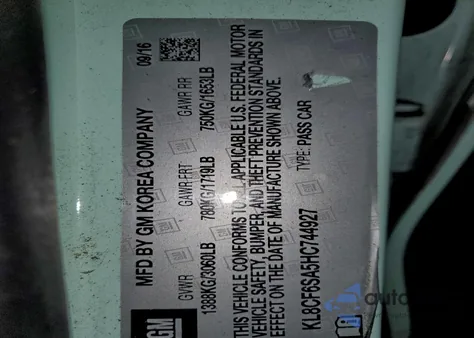 MFD BY GM KOREA COMPANY 09/16
GVWR GAWR FRT GAWR RR
1388KG/3060LB 780KG/1719LB 750KG/1653LB
THIS VEHICLE CONFORMS TO ALL APPLICABLE U.S. FEDERAL MOTOR
VEHICLE SAFETY, BUMPER, AND THEFT PREVENTION STANDARDS IN
EFFECT ON THE DATE OF MANUFACTURE SHOWN ABOVE.
KL8CF6SA5HC744927 TYPE: PASS CAR
GM